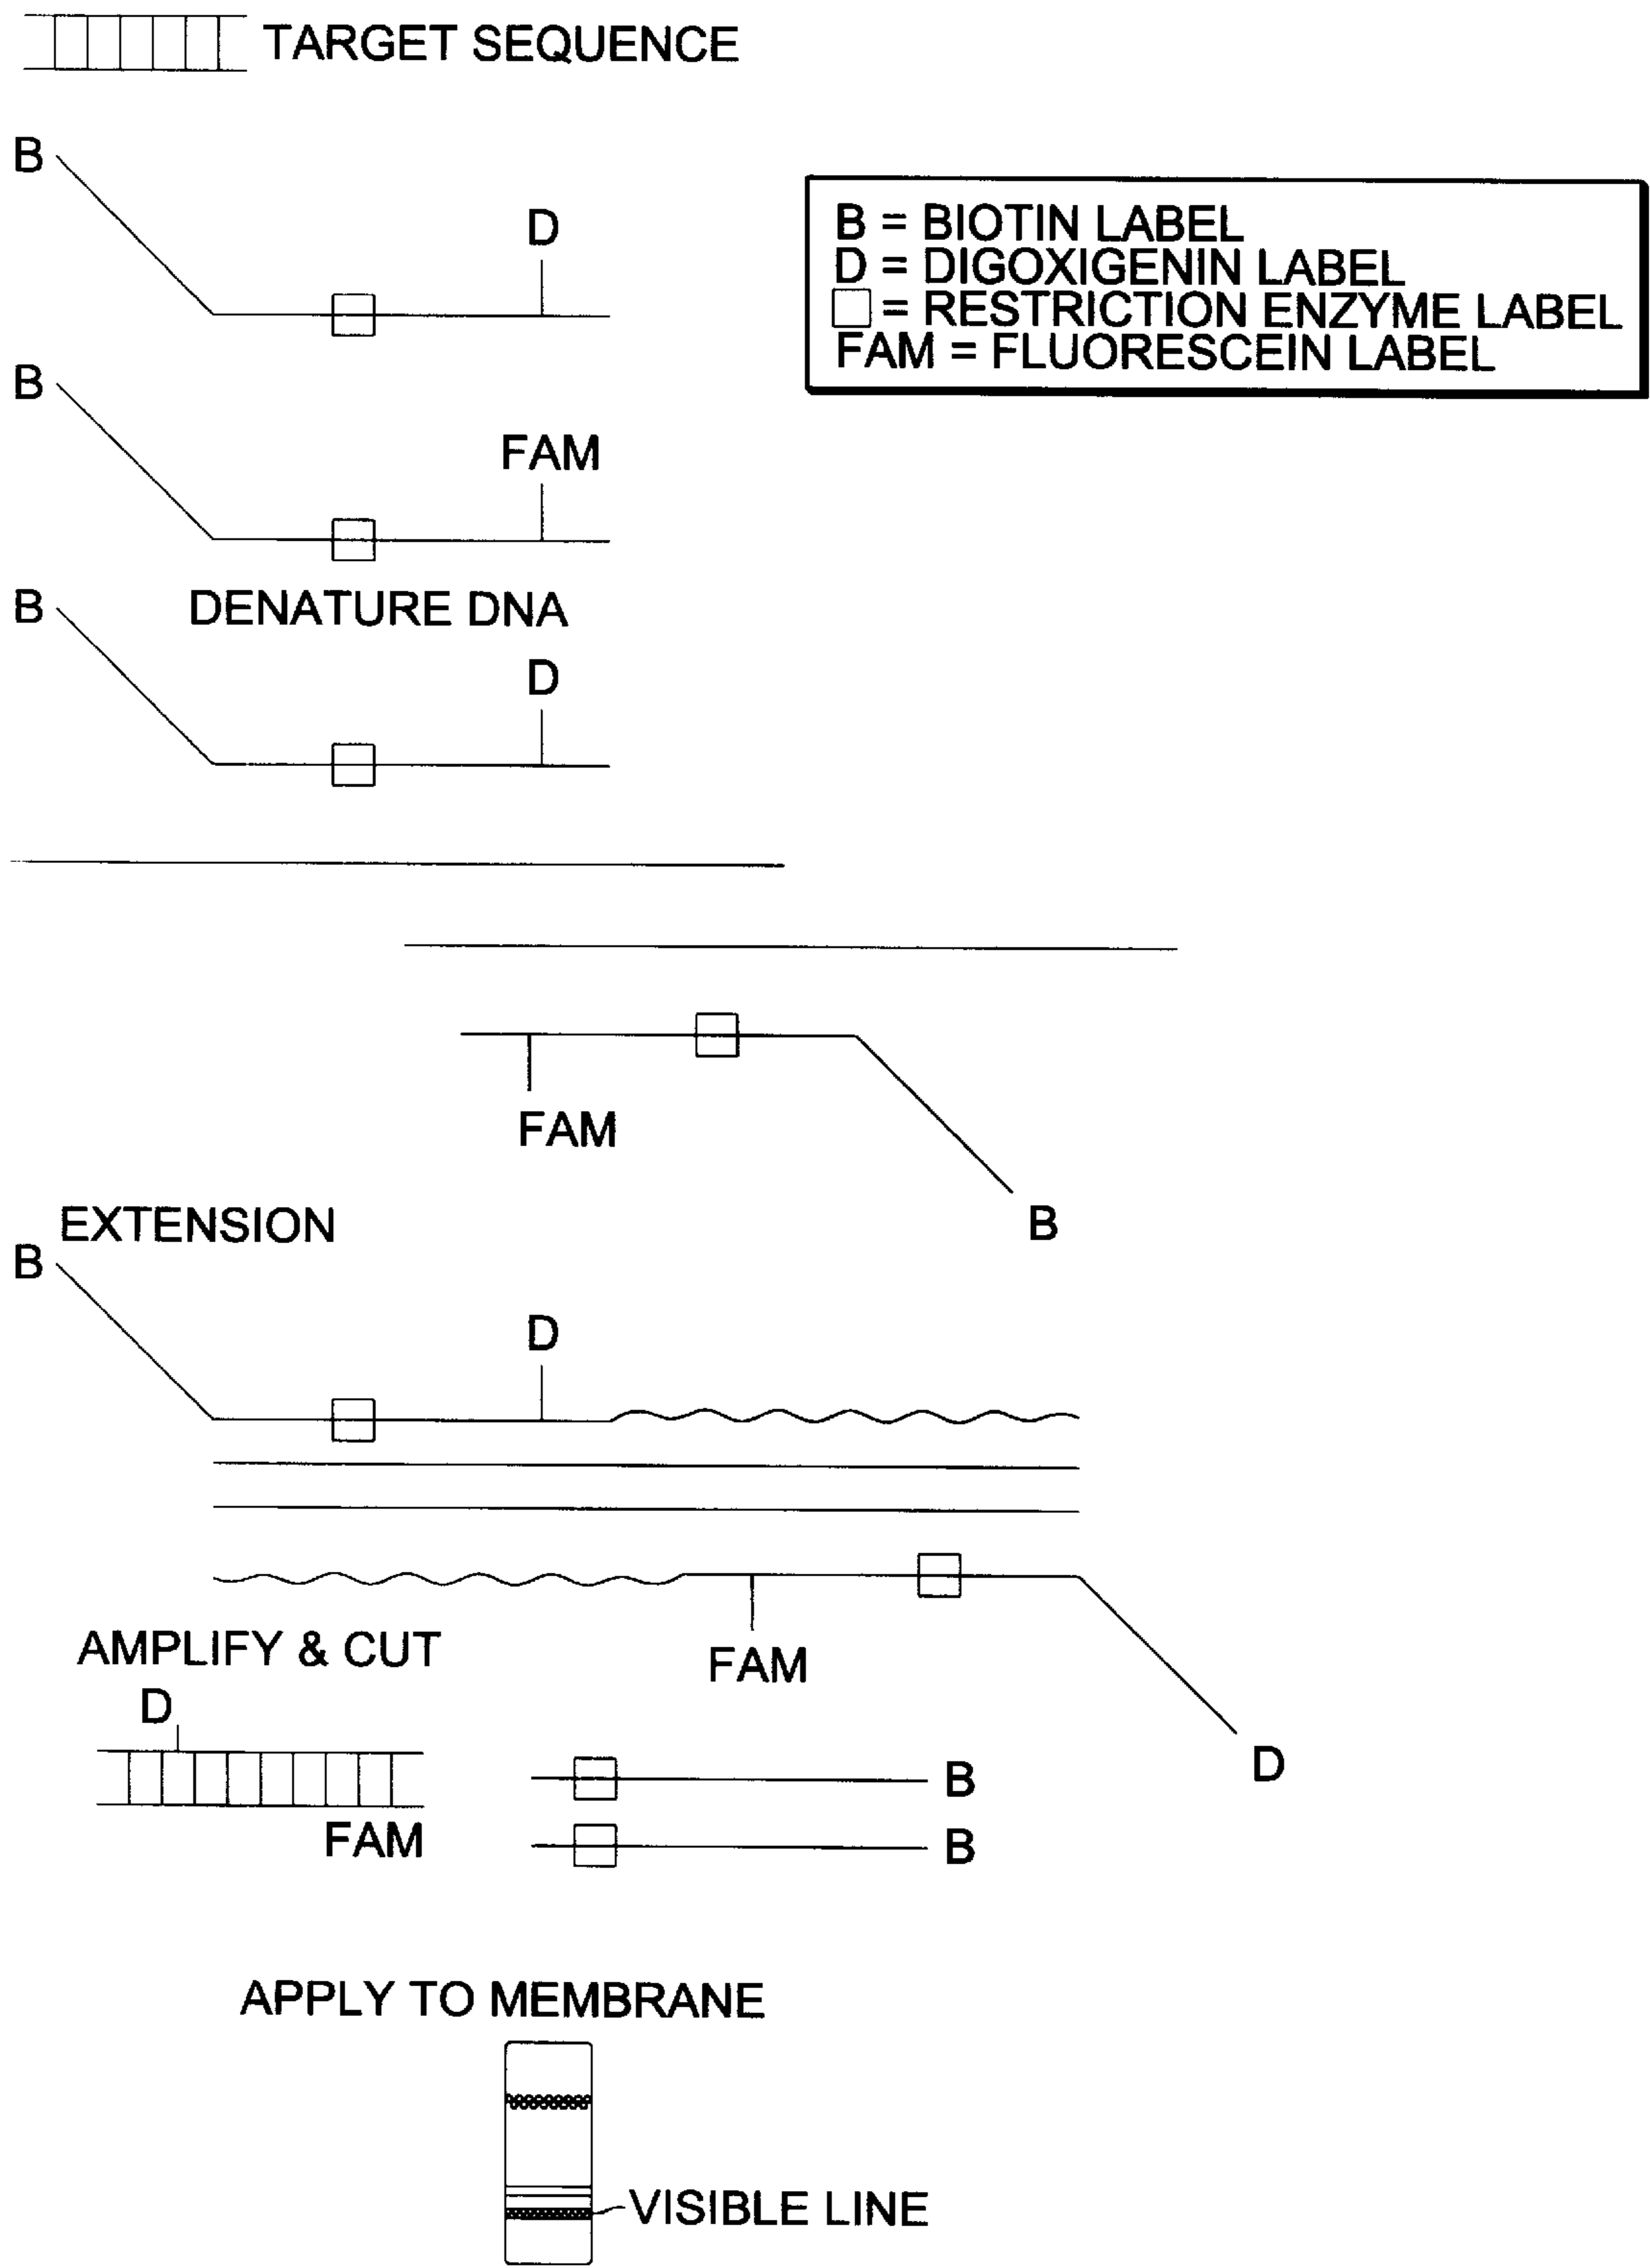 TARGET SEQUENCE
B
D
B = BIOTIN LABEL
D = DIGOXIGENIN LABEL
□ = RESTRICTION ENZYME LABEL
FAM = FLUORESCEIN LABEL
B
FAM
B
DENATURE DNA
D
FAM
B
EXTENSION
B
D
FAM
D
AMPLIFY & CUT
D
FAM
B
B
APPLY TO MEMBRANE
VISIBLE LINE